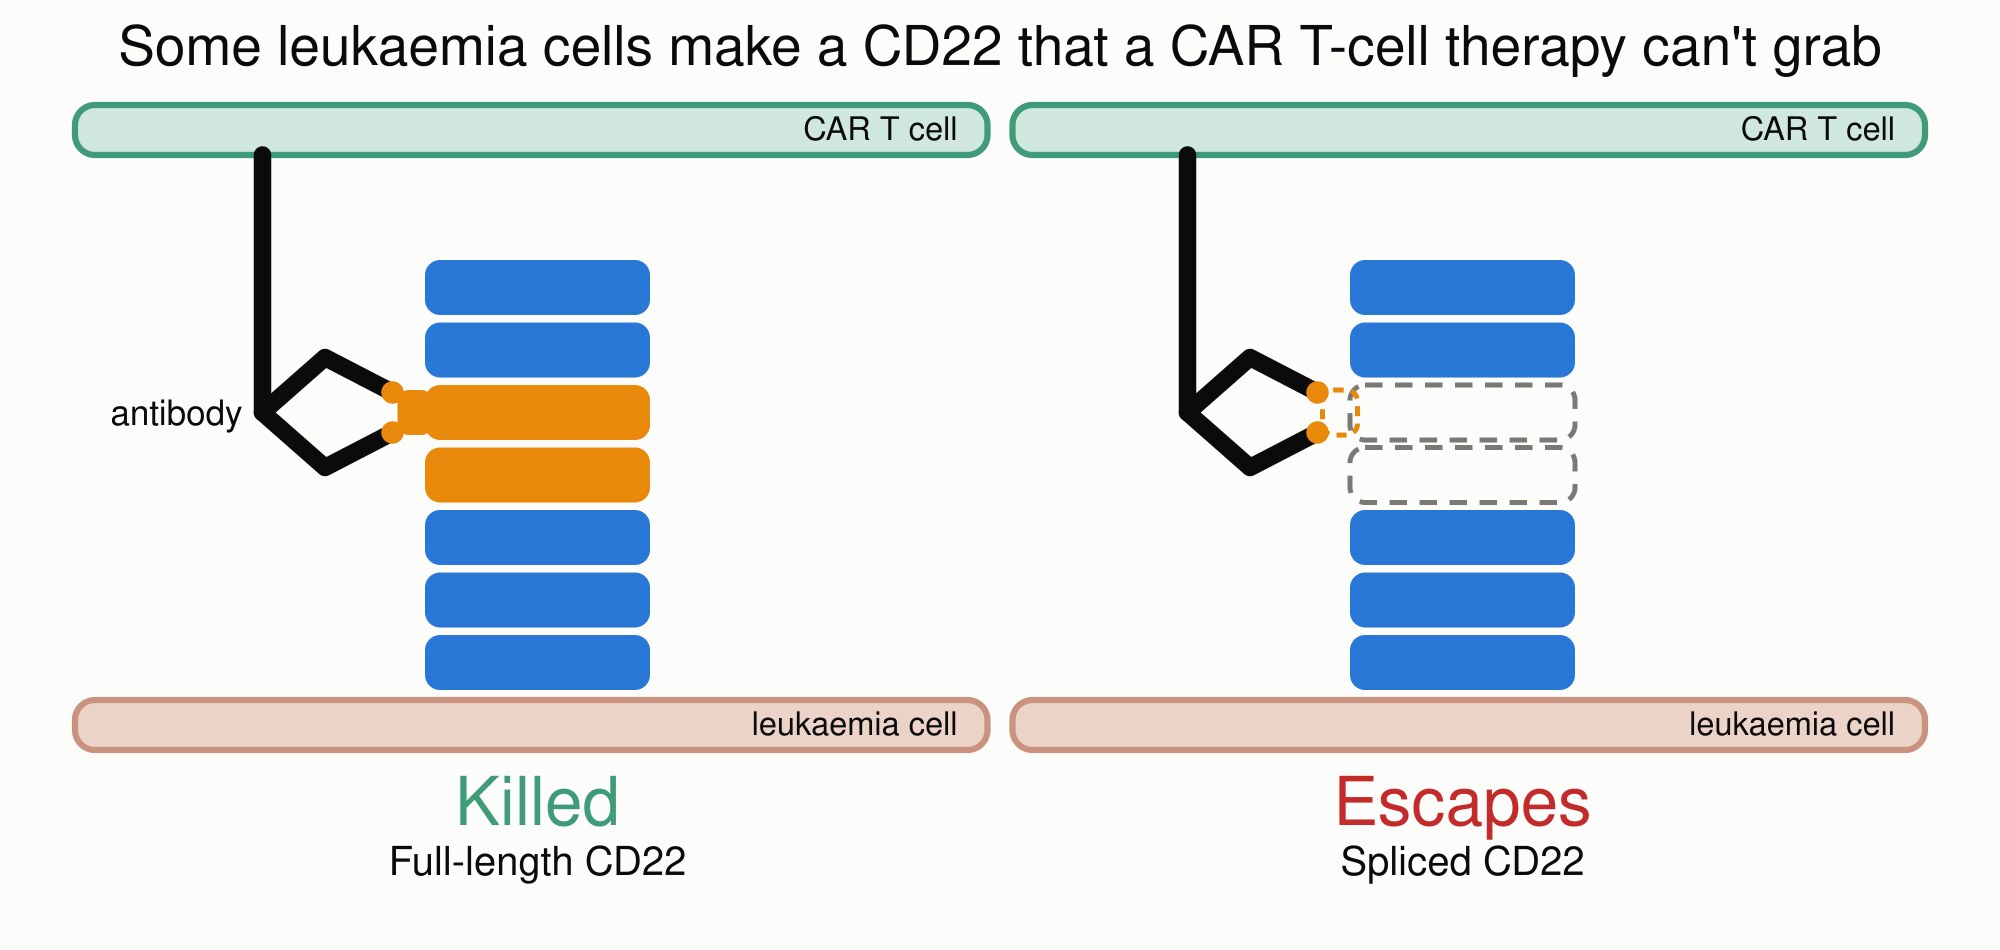 Some leukaemia cells make a CD22 that a CAR T-cell therapy can't grab
CAR T cell
CAR T cell
antibody
leukaemia cell
leukaemia cell
Killed
Escapes
Full-length CD22
Spliced CD22